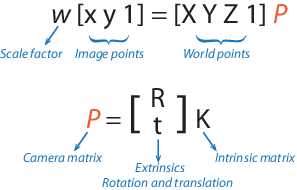 w [x y 1] = [X Y Z 1] P
Scale factor Image points World points
P = [ R
t ] K
Camera matrix Intrinsic matrix
Extrinsics
Rotation and translation